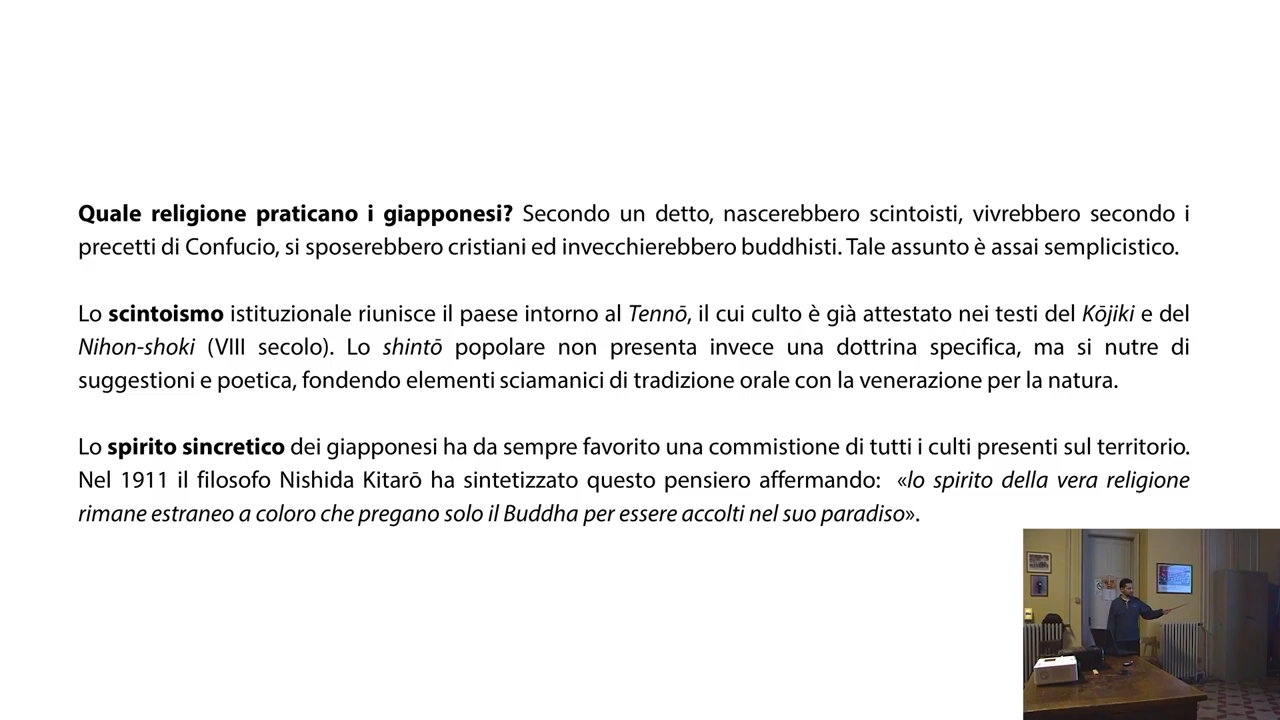 Quale religione praticano i giapponesi? Secondo un detto, nascerebbero scintoisti, vivrebbero secondo i
precetti di Confucio, si sposerebbero cristiani ed invecchierebbero buddhisti. Tale assunto è assai semplicistico.
Lo scintoismo istituzionale riunisce il paese intorno al Tennō, il cui culto è già attestato nei testi del Kōjiki e del
Nihon-shoki (VIII secolo). Lo shintō popolare non presenta invece una dottrina specifica, ma si nutre di
suggestioni e poetica, fondendo elementi sciamanici di tradizione orale con la venerazione per la natura.
Lo spirito sincretico dei giapponesi ha da sempre favorito una commistione di tutti i culti presenti sul territorio.
Nel 1911 il filosofo Nishida Kitarō ha sintetizzato questo pensiero affermando: «lo spirito della vera religione
rimane estraneo a coloro che pregano solo il Buddha per essere accolti nel suo paradiso».